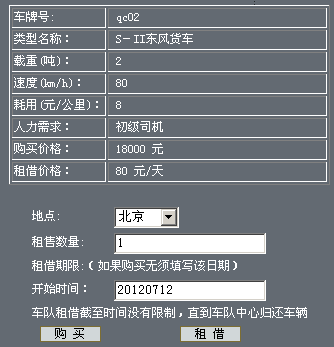 车牌号: qc02
类型名称: S－II东风货车
载重(吨): 2
速度(km/h): 80
耗用(元/公里): 8
人力需求: 初级司机
购买价格: 18000 元
租借价格: 80 元/天
地点: 北京
租售数量: 1
租借期限:(如果购买无须填写该日期)
开始时间: 20120712
车队租借截至时间没有限制,直到车队中心归还车辆
购 买 租 借